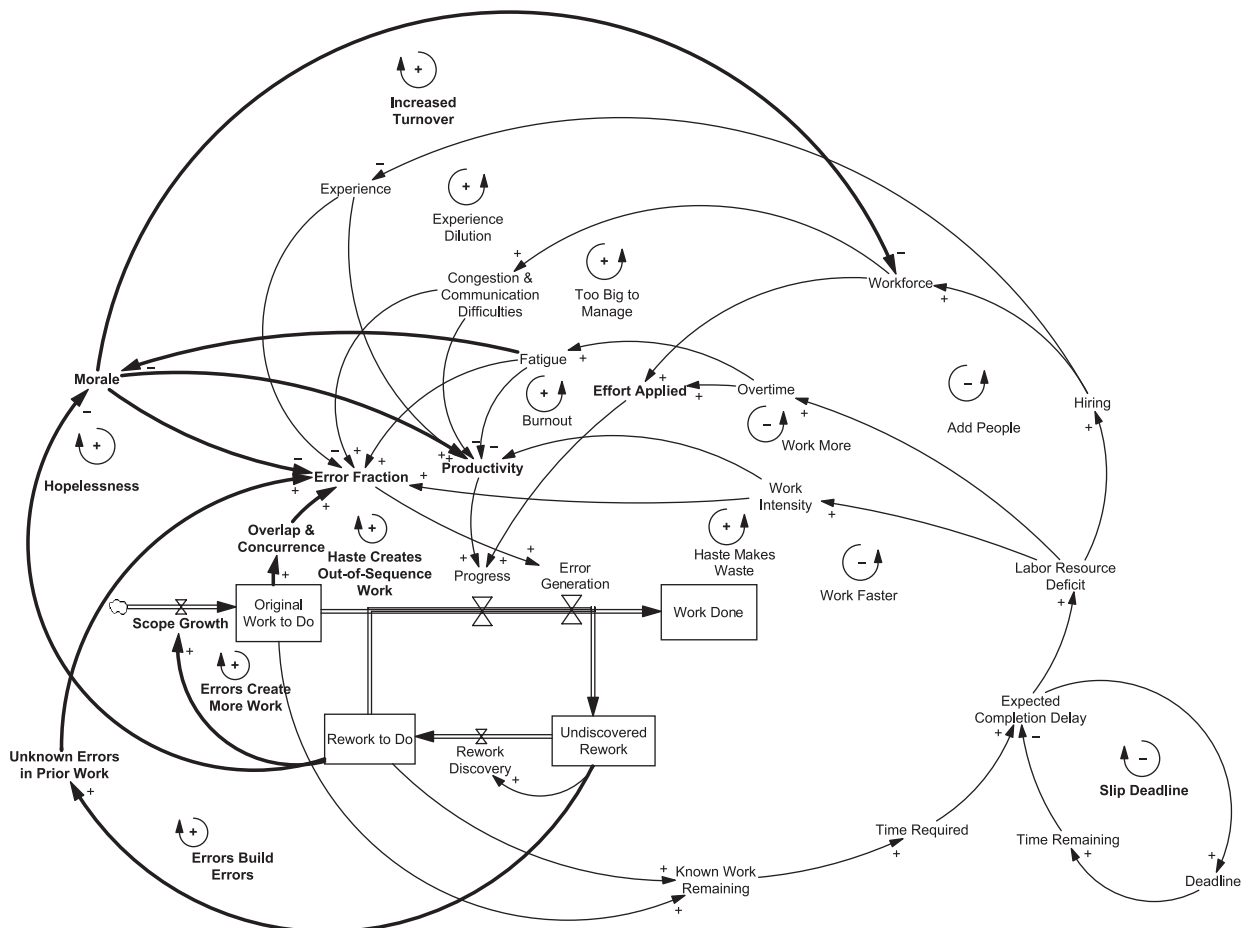 +
Increased
Turnover
−
Experience
+
Experience
Dilution
+
−
Congestion &
Communication
Difficulties
+
Too Big to
Manage
Workforce
+
Morale
−
Fatigue
+
+
Burnout
Effort Applied
+
+
Overtime
+
−
Work More
−
Add People
Hiring
+
−
+
Hopelessness
−
−
+
+
Error Fraction
+
+
+
++
−
−
Productivity
+
Work
Intensity
+
Overlap &
Concurrence
+
+
Haste Creates
Out-of-Sequence
Work
+
+
Progress
+
Error
Generation
+
Haste Makes
Waste
−
Work Faster
Labor Resource
Deficit
+
+
Scope Growth
+
Original
Work to Do
Work Done
+
Errors Create
More Work
Rework to Do
Undiscovered
Rework
Rework
Discovery
+
Expected
Completion Delay
+
−
−
Slip Deadline
Unknown Errors
in Prior Work
+
+
Errors Build
Errors
Time Required
+
Time Remaining
+
+
Deadline
+
Known Work
Remaining
+